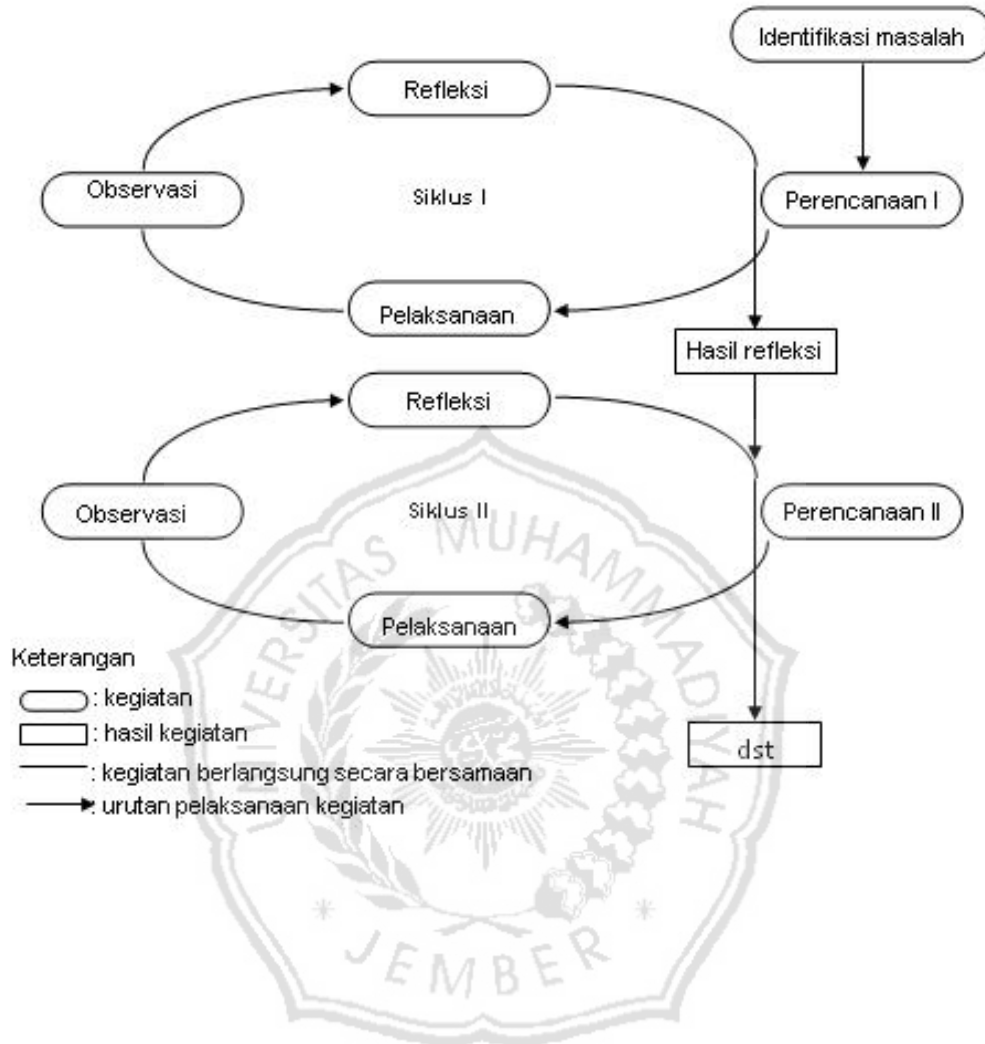 Identifikasi masalah
Refleksi
Observasi
Siklus I
Perencanaan I
Pelaksanaan
Hasil refleksi
Refleksi
Observasi
Siklus II
Perencanaan II
Pelaksanaan
Keterangan
: kegiatan
: hasil kegiatan
: kegiatan berlangsung secara bersamaan
: urutan pelaksanaan kegiatan
dst
UNIVERSITAS MUHAMMADIYAH
JEMBER